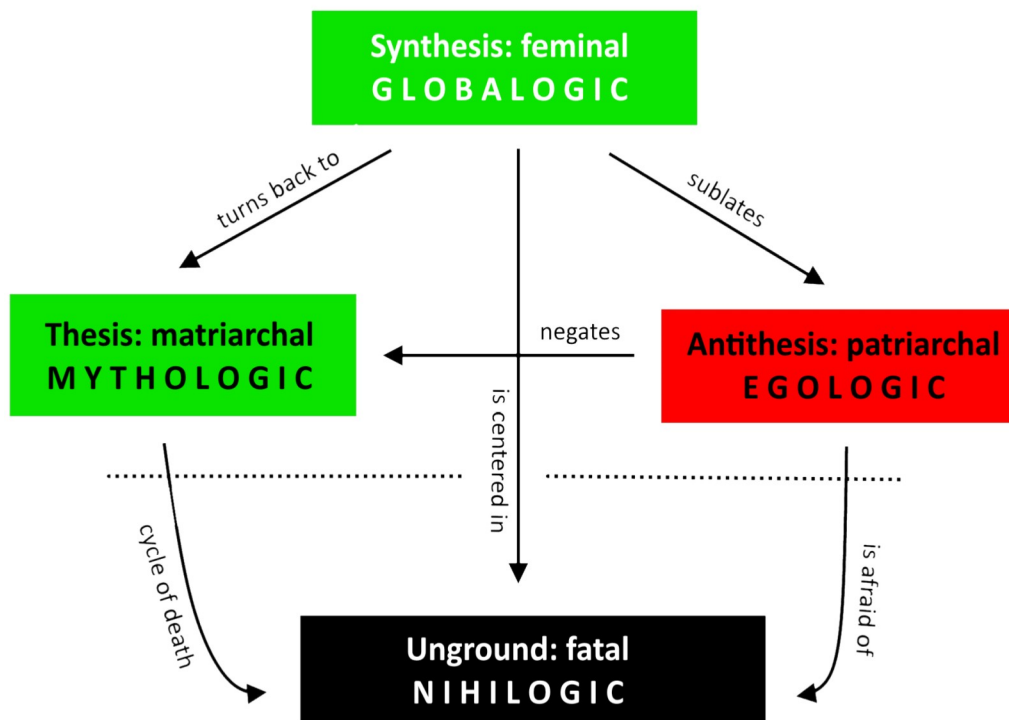 Synthesis: feminal
GLOBALOGIC
turns back to
sublates
Thesis: matriarchal
MYTHOLOGIC
negates
Antithesis: patriarchal
EGOLOGIC
is centered in
cycle of death
is afraid of
Unground: fatal
NIHILOGIC